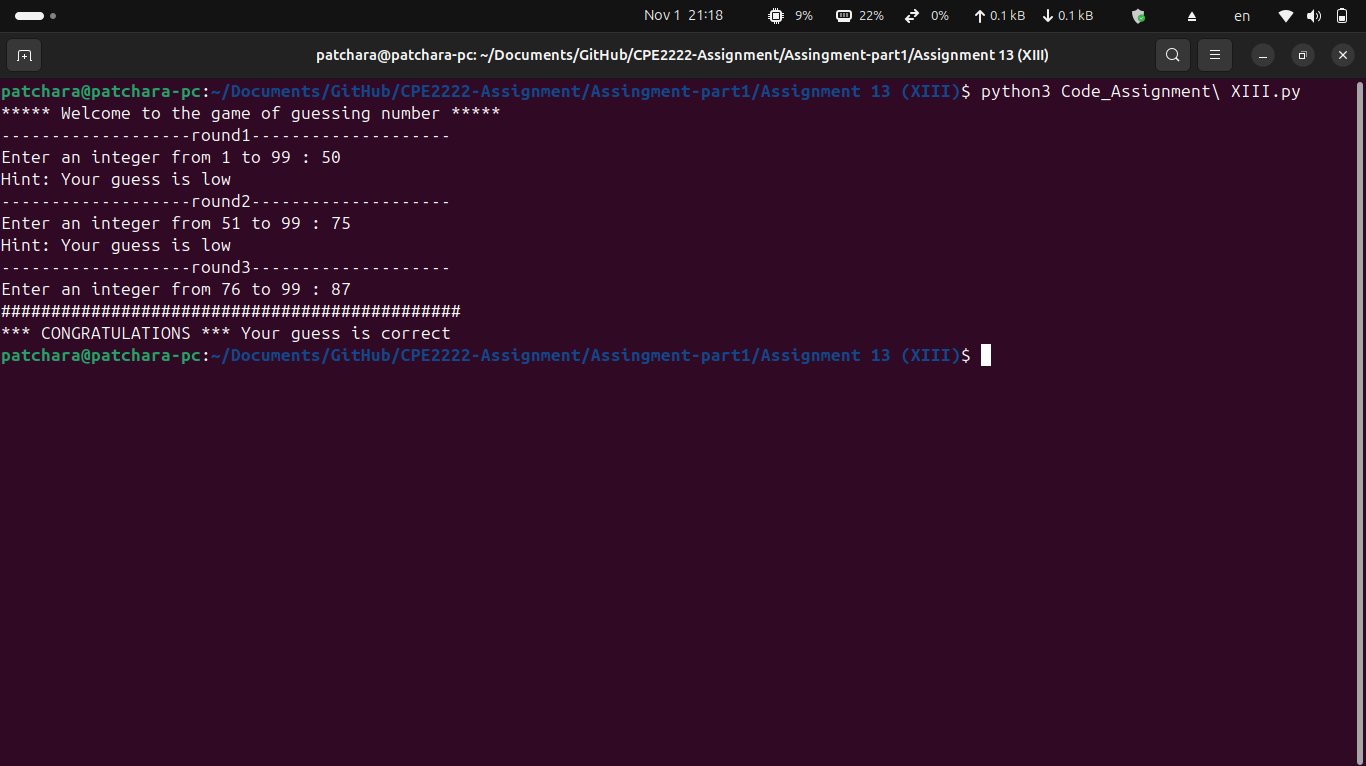 Nov 1 21:18 9% 22% 0% 0.1 kB 0.1 kB en
patchara@patchara-pc: ~/Documents/GitHub/CPE2222-Assignment/Assingment-part1/Assignment 13 (XIII)
patchara@patchara-pc:~/Documents/GitHub/CPE2222-Assignment/Assingment-part1/Assignment 13 (XIII)$ python3 Code_Assignment\ XIII.py
***** Welcome to the game of guessing number *****
-------------------round1--------------------
Enter an integer from 1 to 99 : 50
Hint: Your guess is low
-------------------round2--------------------
Enter an integer from 51 to 99 : 75
Hint: Your guess is low
-------------------round3--------------------
Enter an integer from 76 to 99 : 87
##############################################
*** CONGRATULATIONS *** Your guess is correct
patchara@patchara-pc:~/Documents/GitHub/CPE2222-Assignment/Assingment-part1/Assignment 13 (XIII)$